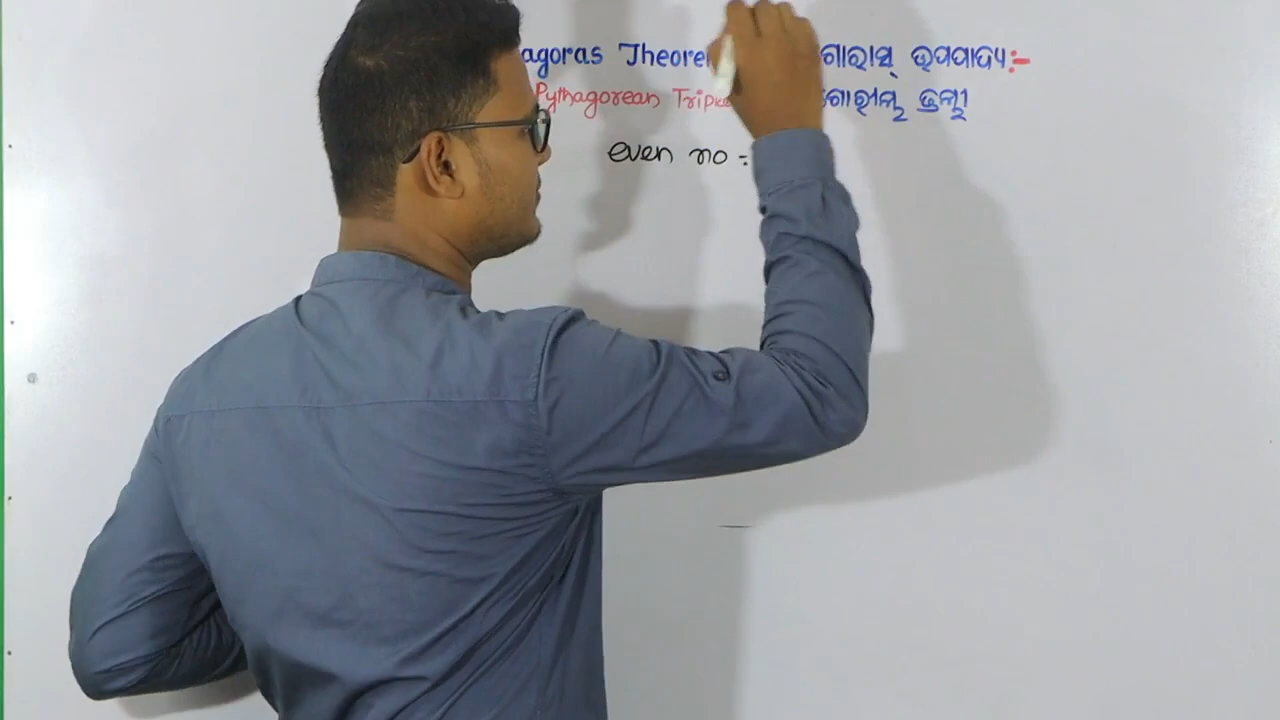 agoras Theore ଗୋରାସ୍ ଉପପାଦ୍ୟ:-
Pythagorean Triple ଗୋରୀୟ ତ୍ରୟୀ
even no :-